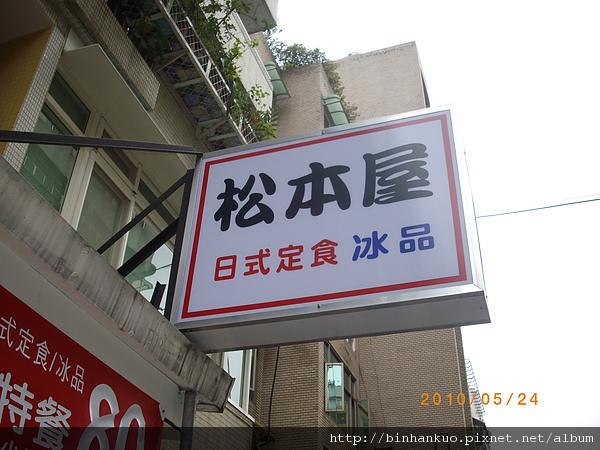 松本屋
日式定食 冰品
式定食/冰品
特餐 80
2010/05/24
http://binhankuo.pixnet.net/album